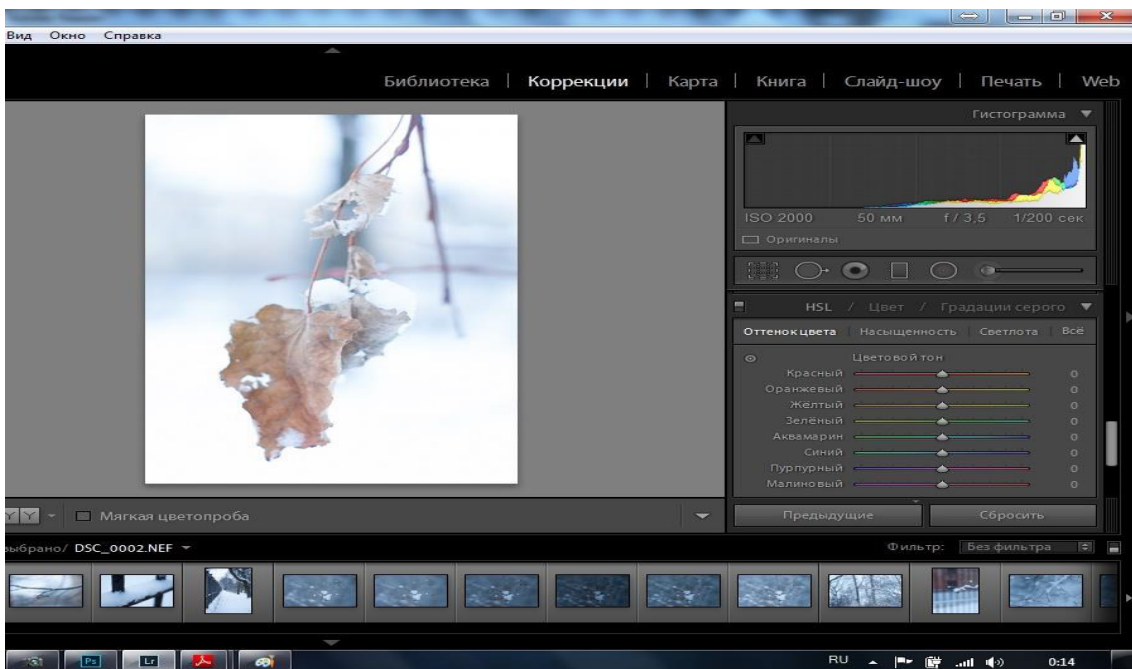 Вид Окно Справка
Библиотека | Коррекции | Карта | Книга | Слайд-шоу | Печать | Web
Гистограмма
ISO 2000 50 мм f / 3,5 1/200 сек
Оригиналы
HSL / Цвет / Градации серого
Оттенок цвета Насыщенность Светлота Всё
Цветовой тон
Красный 0
Оранжевый 0
Жёлтый 0
Зелёный 0
Аквамарин 0
Синий 0
Пурпурный 0
Малиновый 0
Y Y Мягкая цветопроба
Предыдущие Сбросить
выбрано/ DSC_0002.NEF
Фильтр: Без фильтра
Ps Lr RU 0:14